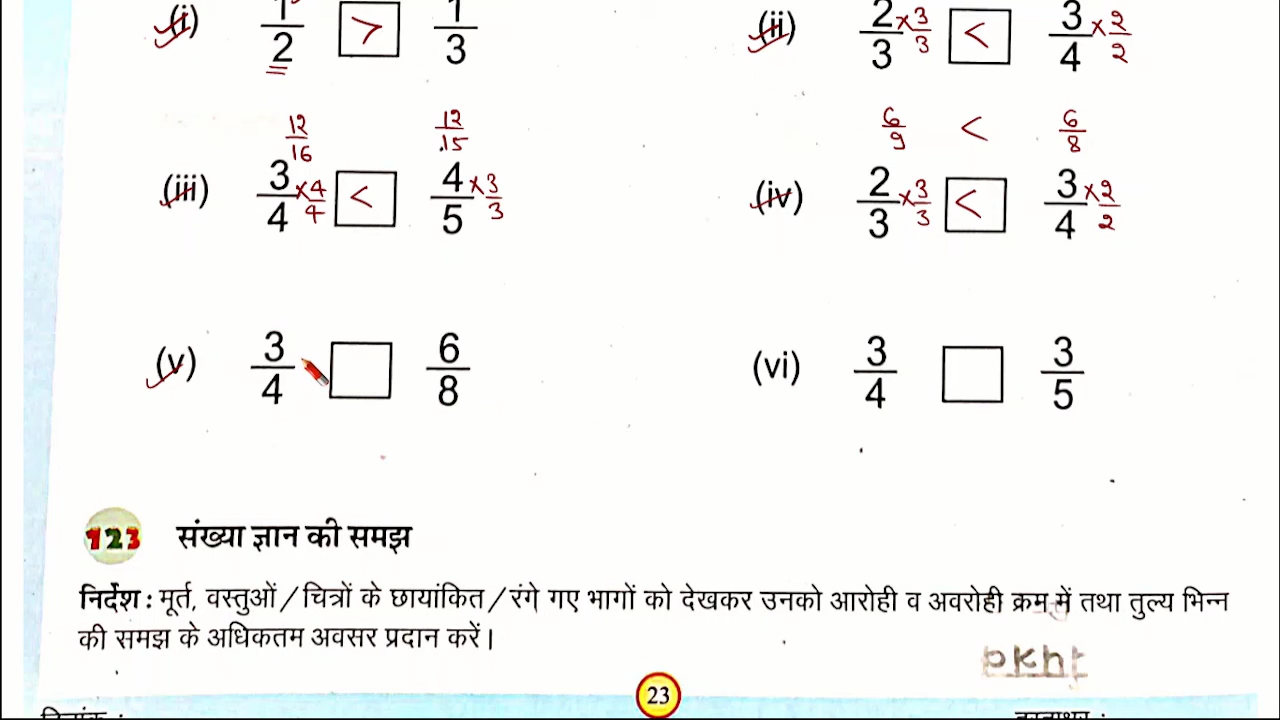 (i) 1/2 > 1/3 (ii) 2/3 × 3/3 < 3/4 × 2/2
12/16 12/15 6/9 < 6/8
(iii) 3/4 × 4/4 < 4/5 × 3/3 (iv) 2/3 × 3/3 < 3/4 × 2/2
(v) 3/4 6/8 (vi) 3/4 3/5
123 संख्या ज्ञान की समझ
निर्देश : मूर्त, वस्तुओं / चित्रों के छायांकित / रंगे गए भागों को देखकर उनको आरोही व अवरोही क्रम में तथा तुल्य भिन्न
की समझ के अधिकतम अवसर प्रदान करें।
23